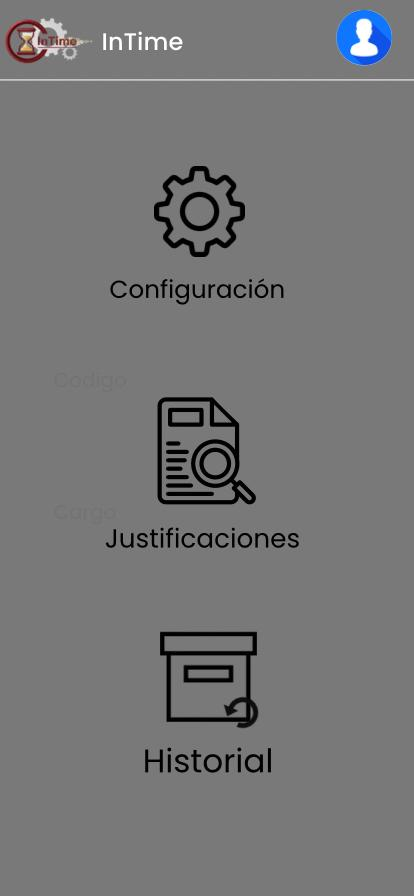 InTime
InTime
Configuración
Codigo
Cargo
Justificaciones
Historial